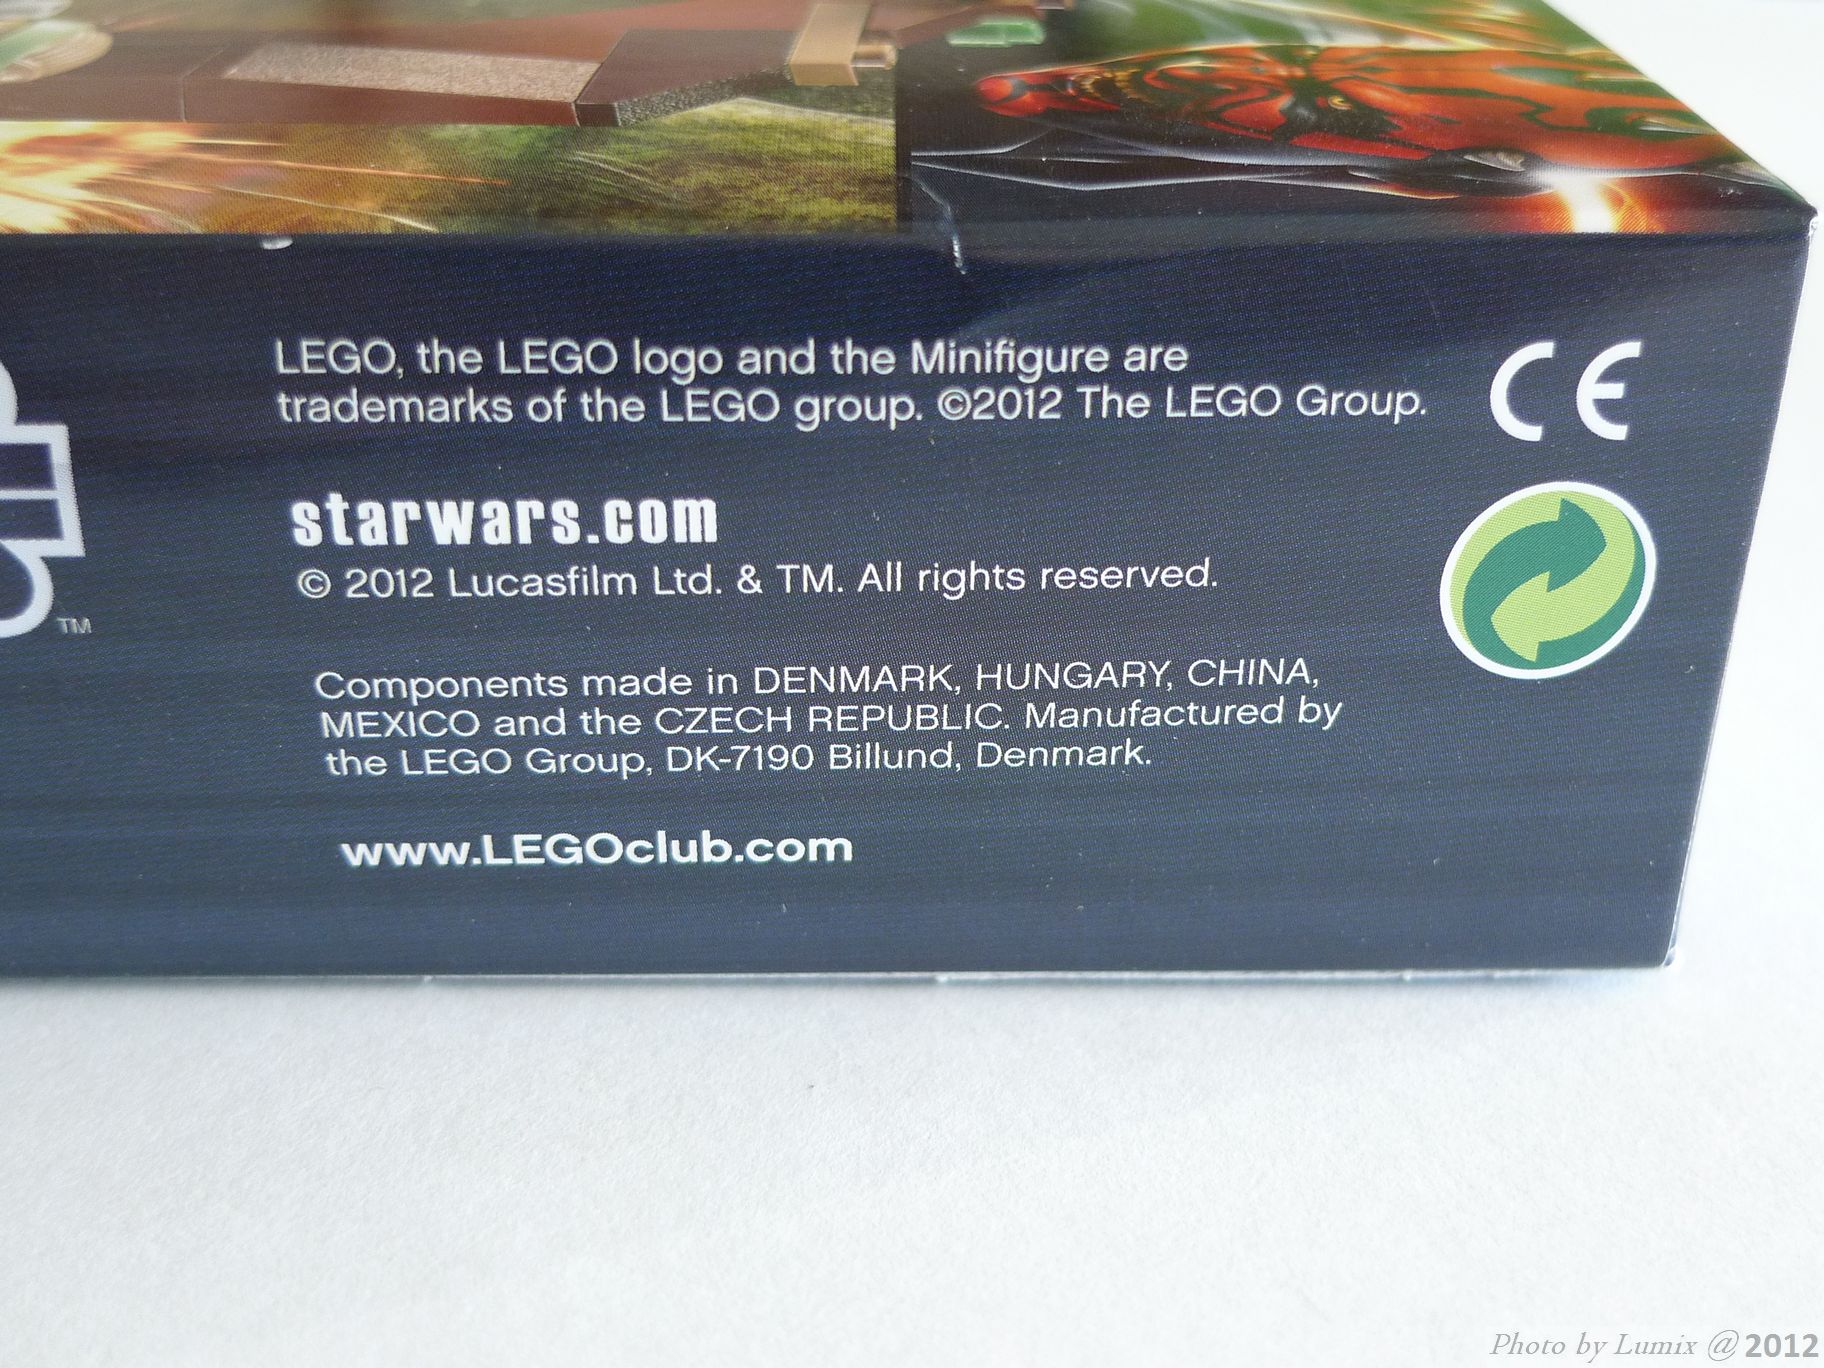 LEGO, the LEGO logo and the Minifigure are
trademarks of the LEGO group. ©2012 The LEGO Group.
CE
starwars.com
© 2012 Lucasfilm Ltd. & TM. All rights reserved.
TM
Components made in DENMARK, HUNGARY, CHINA,
MEXICO and the CZECH REPUBLIC. Manufactured by
the LEGO Group, DK-7190 Billund, Denmark.
www.LEGOclub.com
Photo by Lumix @ 2012